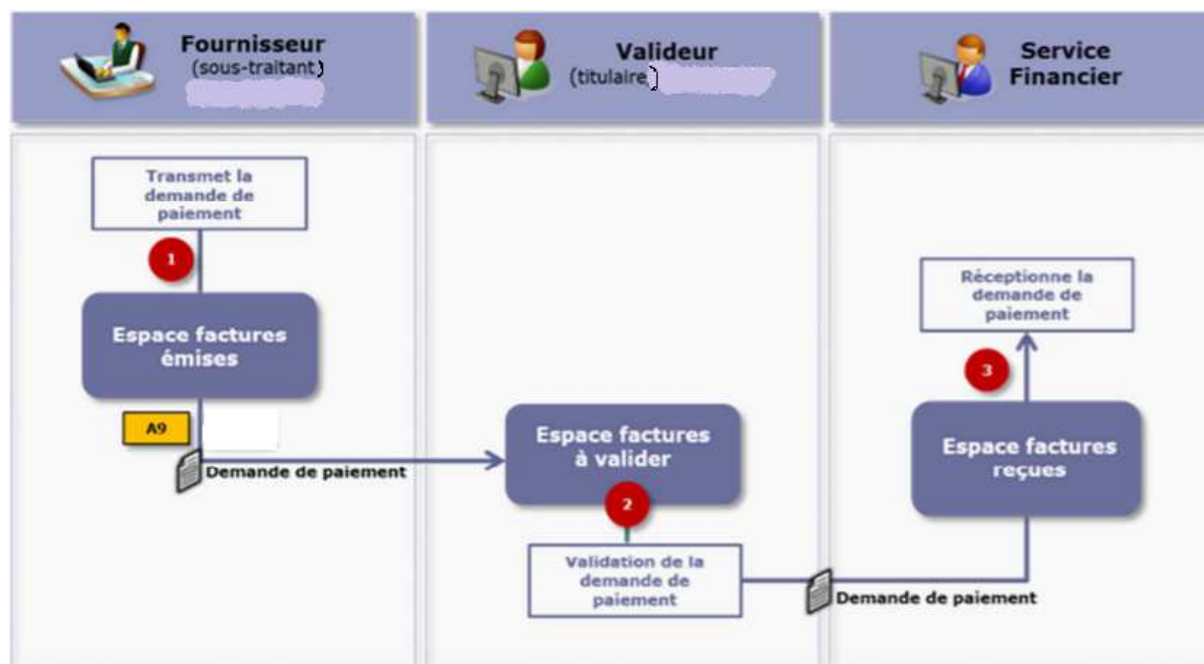 Fournisseur
(sous-traitant)
Valideur
(titulaire)
Service
Financier
Transmet la
demande de
paiement
1
Espace factures
émises
A9
Demande de paiement
Espace factures
à valider
2
Validation de la
demande de
paiement
Demande de paiement
Réceptionne la
demande de
paiement
3
Espace factures
reçues